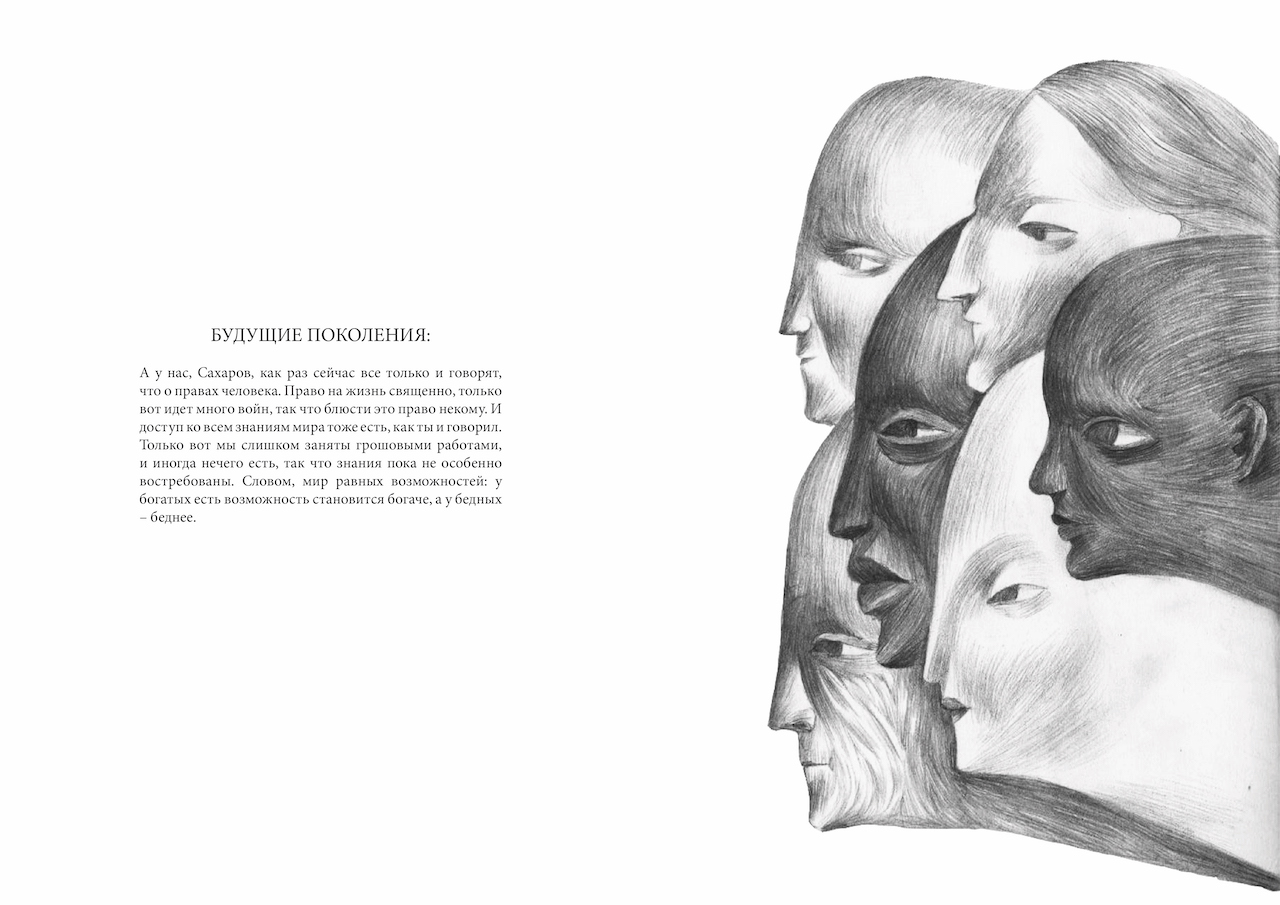 БУДУЩИЕ ПОКОЛЕНИЯ:
А у нас, Сахаров, как раз сейчас все только и говорят,
что о правах человека. Право на жизнь священно, только
вот идет много войн, так что блюсти это право некому. И
доступ ко всем знаниям мира тоже есть, как ты и говорил.
Только вот мы слишком заняты грошовыми работами,
и иногда нечего есть, так что знания пока не особенно
востребованы. Словом, мир равных возможностей: у
богатых есть возможность становится богаче, а у бедных
– беднее.